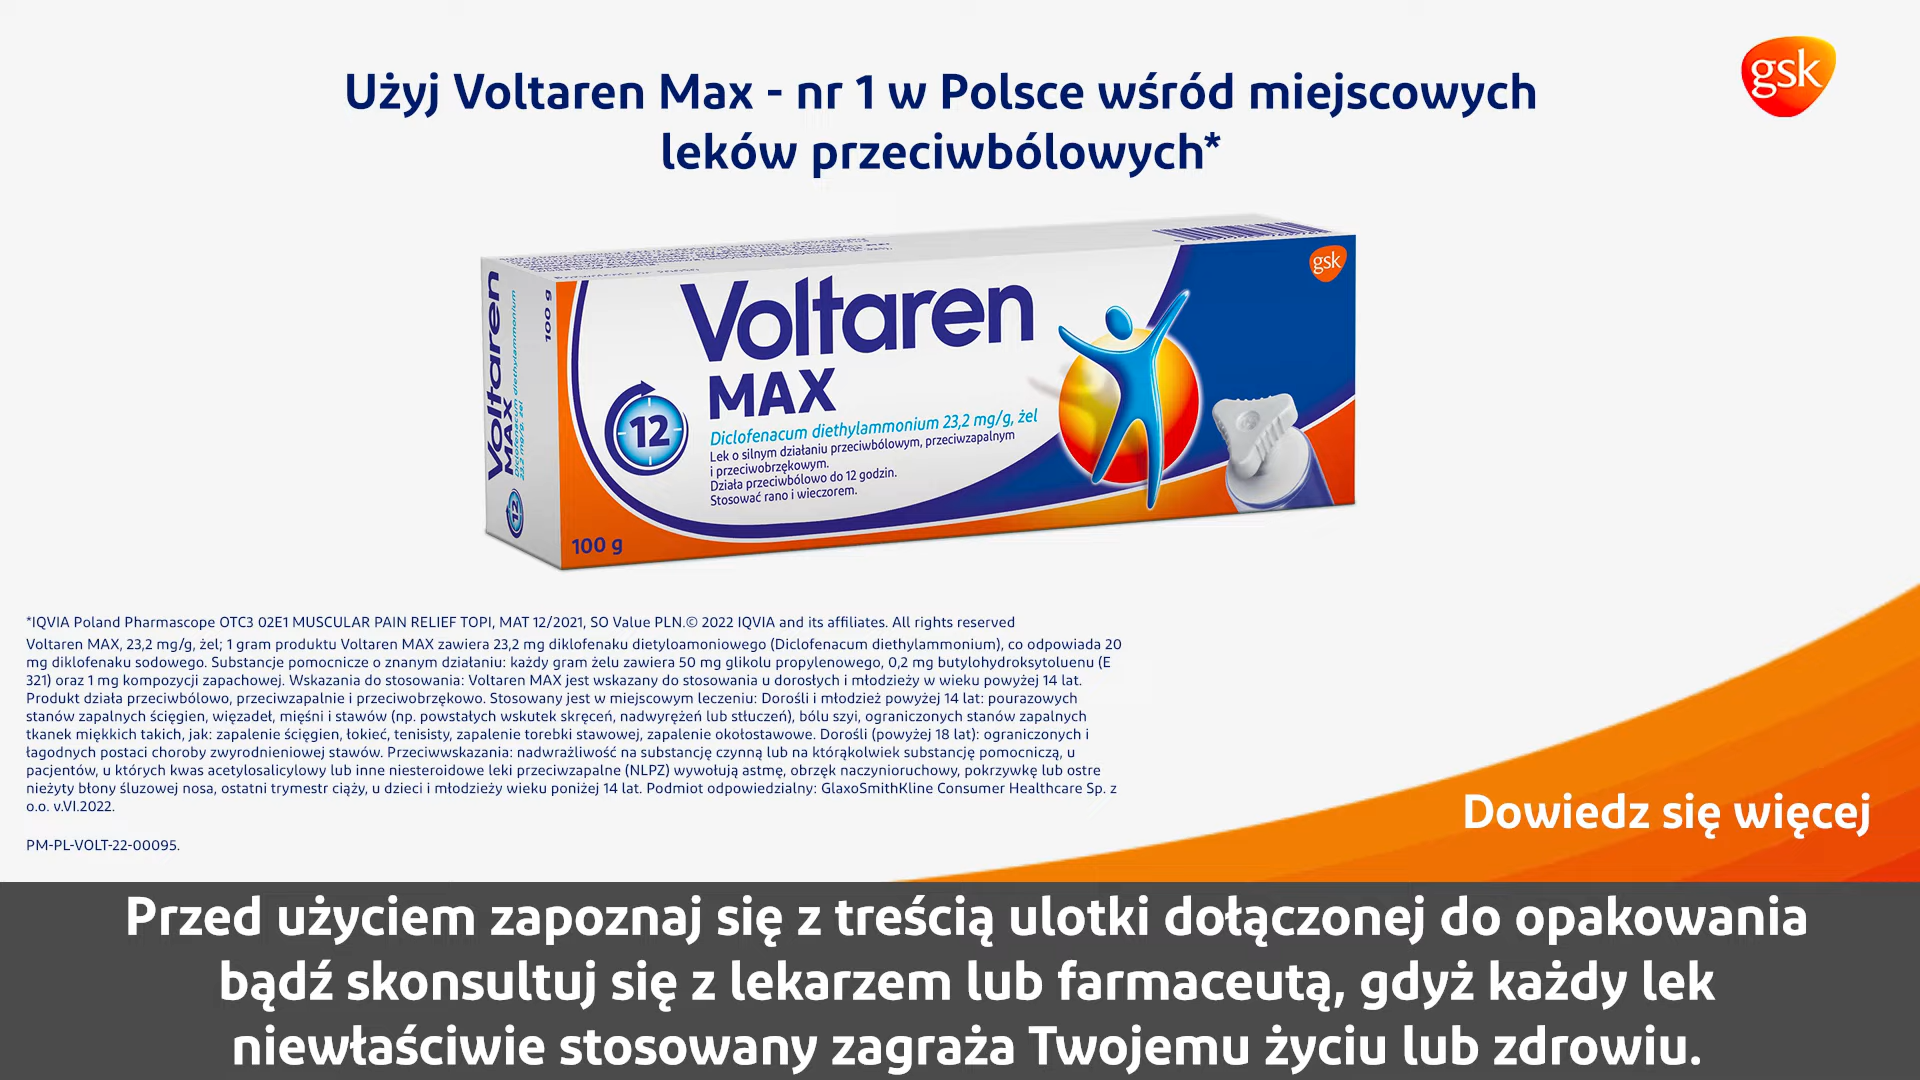 Użyj Voltaren Max - nr 1 w Polsce wśród miejscowych
leków przeciwbólowych*
gsk
gsk
Voltaren
MAX
Diclofenacum diethylammonium 23,2 mg/g, żel
Lek o silnym działaniu przeciwbólowym, przeciwzapalnym
i przeciwobrzękowym.
Działa przeciwbólowo do 12 godzin.
Stosować rano i wieczorem.
12
100 g
Voltaren
MAX
Diclofenacum diethylammonium
23,2 mg/g, żel
100 g
12
*IQVIA Poland Pharmascope OTC3 02E1 MUSCULAR PAIN RELIEF TOPI, MAT 12/2021, SO Value PLN.© 2022 IQVIA and its affiliates. All rights reserved
Voltaren MAX, 23,2 mg/g, żel; 1 gram produktu Voltaren MAX zawiera 23,2 mg diklofenaku dietyloamoniowego (Diclofenacum diethylammonium), co odpowiada 20
mg diklofenaku sodowego. Substancje pomocnicze o znanym działaniu: każdy gram żelu zawiera 50 mg glikolu propylenowego, 0,2 mg butylohydroksytoluenu (E
321) oraz 1 mg kompozycji zapachowej. Wskazania do stosowania: Voltaren MAX jest wskazany do stosowania u dorosłych i młodzieży w wieku powyżej 14 lat.
Produkt działa przeciwbólowo, przeciwzapalnie i przeciwobrzękowo. Stosowany jest w miejscowym leczeniu: Dorośli i młodzież powyżej 14 lat: pourazowych
stanów zapalnych ścięgien, więzadeł, mięśni i stawów (np. powstałych wskutek skręceń, nadwyrężeń lub stłuczeń), bólu szyi, ograniczonych stanów zapalnych
tkanek miękkich takich, jak: zapalenie ścięgien, łokieć, tenisisty, zapalenie torebki stawowej, zapalenie okołostawowe. Dorośli (powyżej 18 lat): ograniczonych i
łagodnych postaci choroby zwyrodnieniowej stawów. Przeciwwskazania: nadwrażliwość na substancję czynną lub na którąkolwiek substancję pomocniczą, u
pacjentów, u których kwas acetylosalicylowy lub inne niesteroidowe leki przeciwzapalne (NLPZ) wywołują astmę, obrzęk naczynioruchowy, pokrzywkę lub ostre
nieżyty błony śluzowej nosa, ostatni trymestr ciąży, u dzieci i młodzieży wieku poniżej 14 lat. Podmiot odpowiedzialny: GlaxoSmithKline Consumer Healthcare Sp. z
o.o. v.VI.2022.
PM-PL-VOLT-22-00095.
Dowiedz się więcej
Przed użyciem zapoznaj się z treścią ulotki dołączonej do opakowania
bądź skonsultuj się z lekarzem lub farmaceutą, gdyż każdy lek
niewłaściwie stosowany zagraża Twojemu życiu lub zdrowiu.